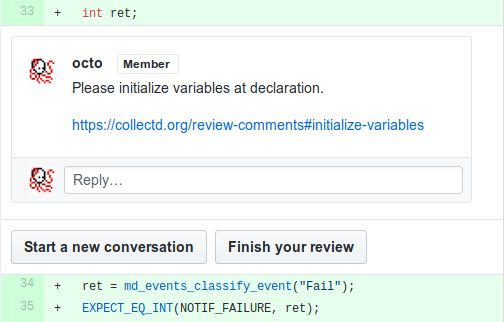 33 + int ret;
octo Member
Please initialize variables at declaration.
https://collectd.org/review-comments#initialize-variables
Reply…
Start a new conversation Finish your review
34 + ret = md_events_classify_event("Fail");
35 + EXPECT_EQ_INT(NOTIF_FAILURE, ret);